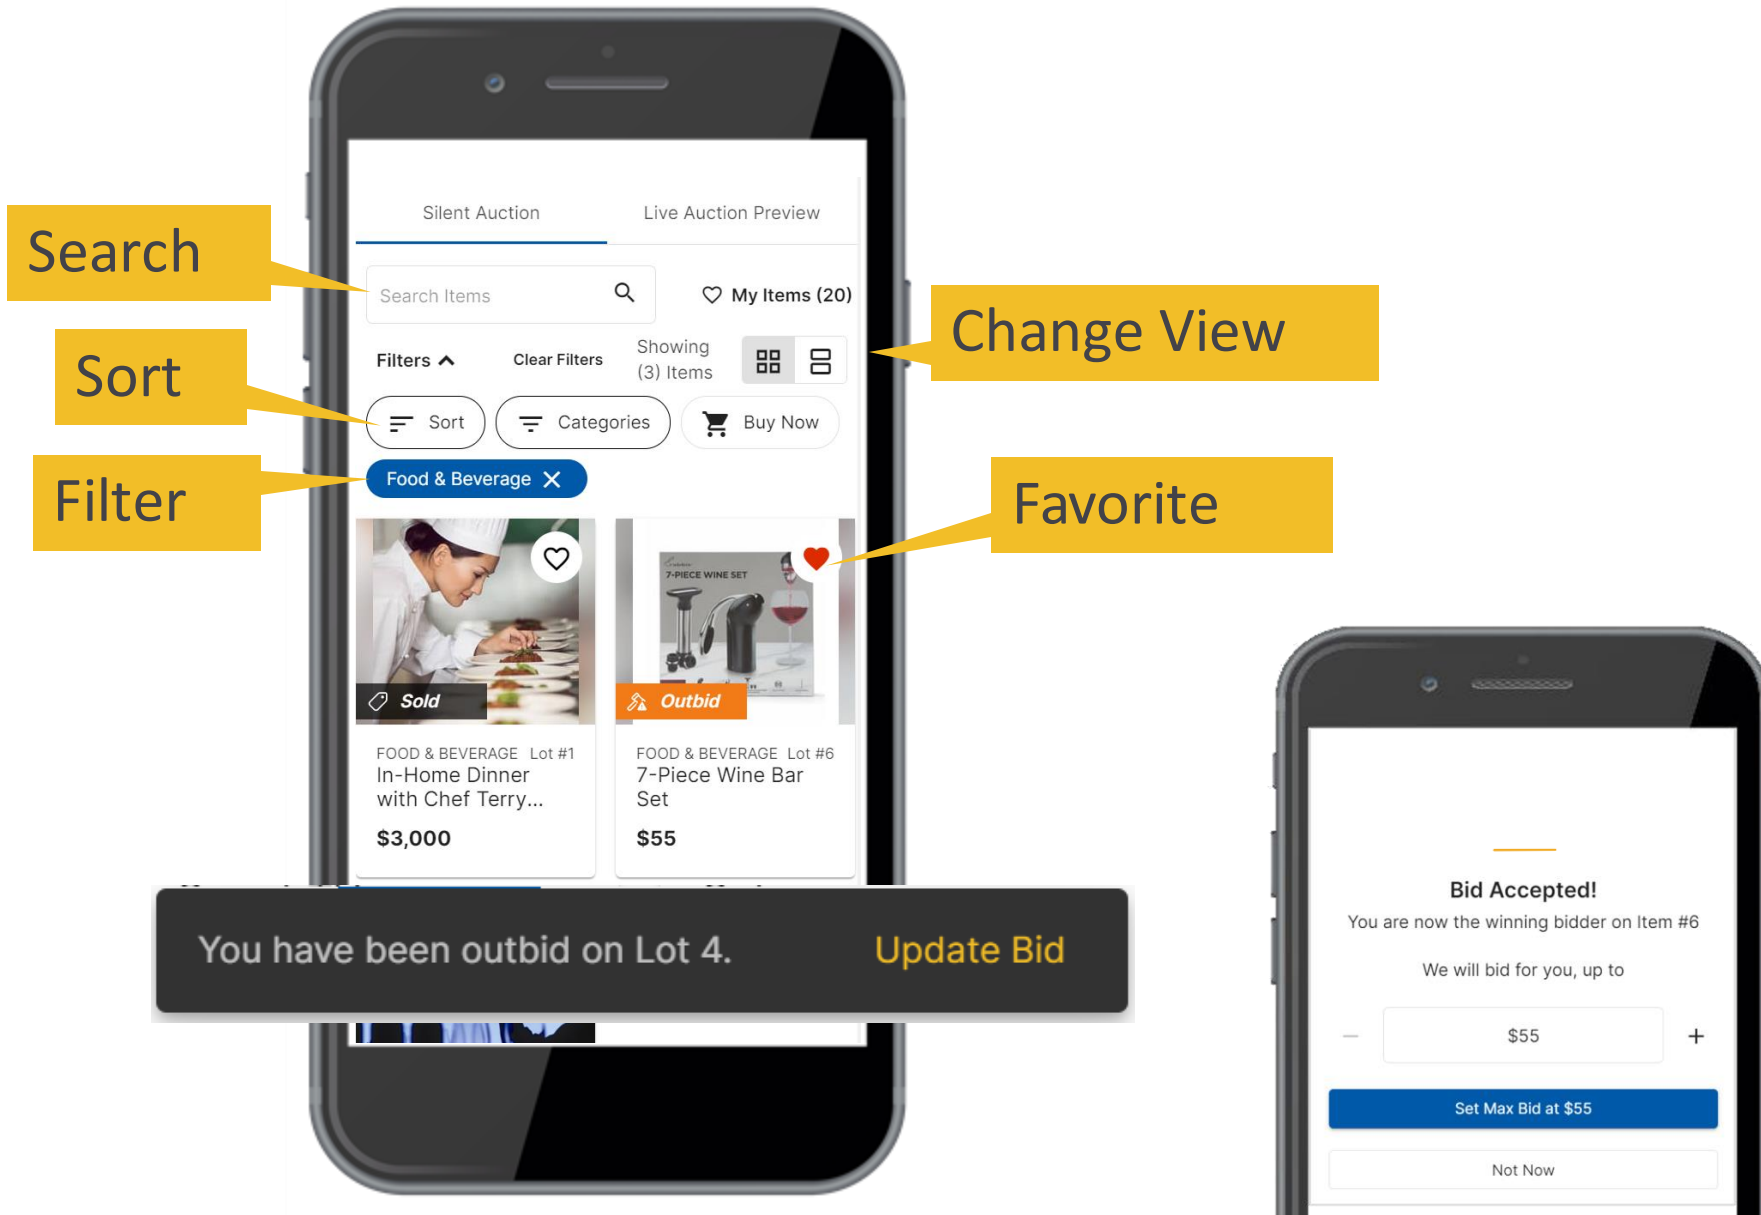 Silent Auction
Live Auction Preview
Search
Search Items
My Items (20)
Change View
Sort
Filters
Clear Filters
Showing
(3) Items
Sort
Categories
Buy Now
Filter
Food & Beverage
Favorite
7-PIECE WINE SET
Sold
Outbid
FOOD & BEVERAGE Lot #1
In-Home Dinner
with Chef Terry...
$3,000
FOOD & BEVERAGE Lot #6
7-Piece Wine Bar
Set
$55
You have been outbid on Lot 4.
Update Bid
Bid Accepted!
You are now the winning bidder on Item #6
We will bid for you, up to
$55
Set Max Bid at $55
Not Now